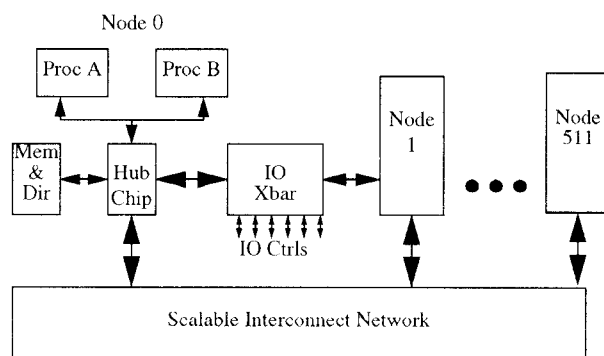 Node 0
Proc A
Proc B
Mem
&
Dir
Hub
Chip
IO
Xbar
IO Ctrls
Node
1
Node
511
Scalable Interconnect Network